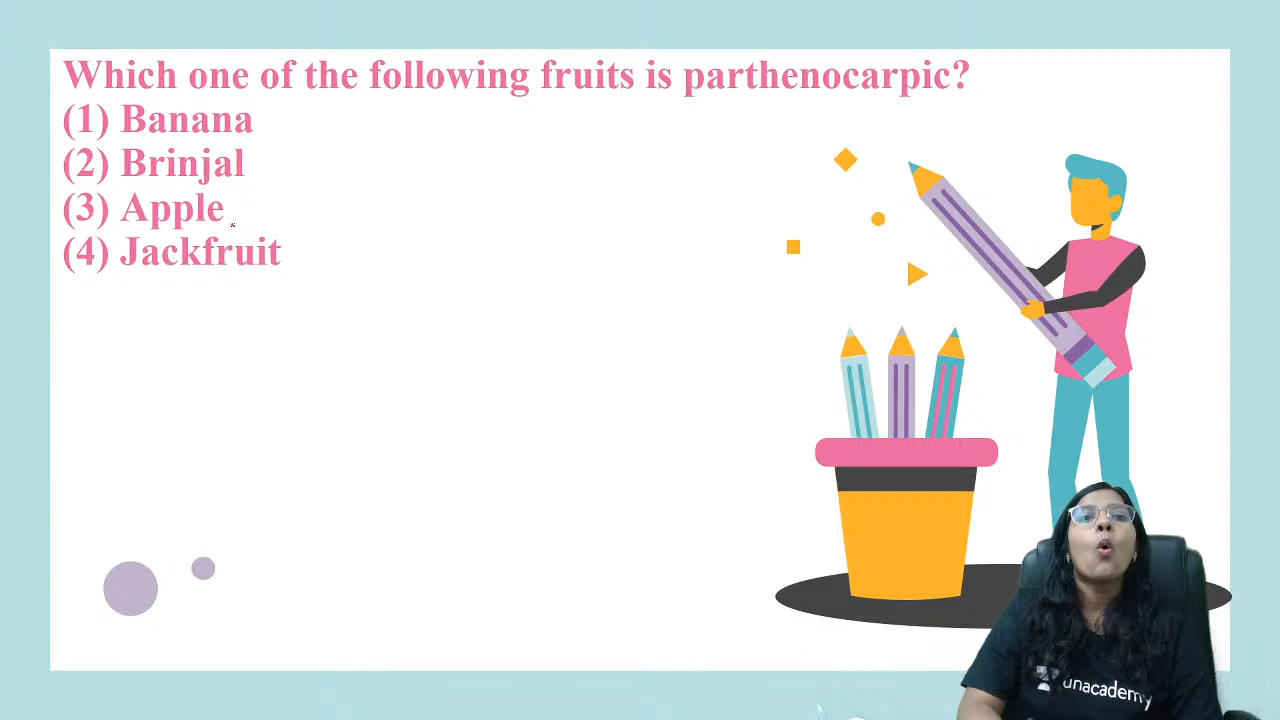 Which one of the following fruits is parthenocarpic?
(1) Banana
(2) Brinjal
(3) Apple
(4) Jackfruit
unacademy